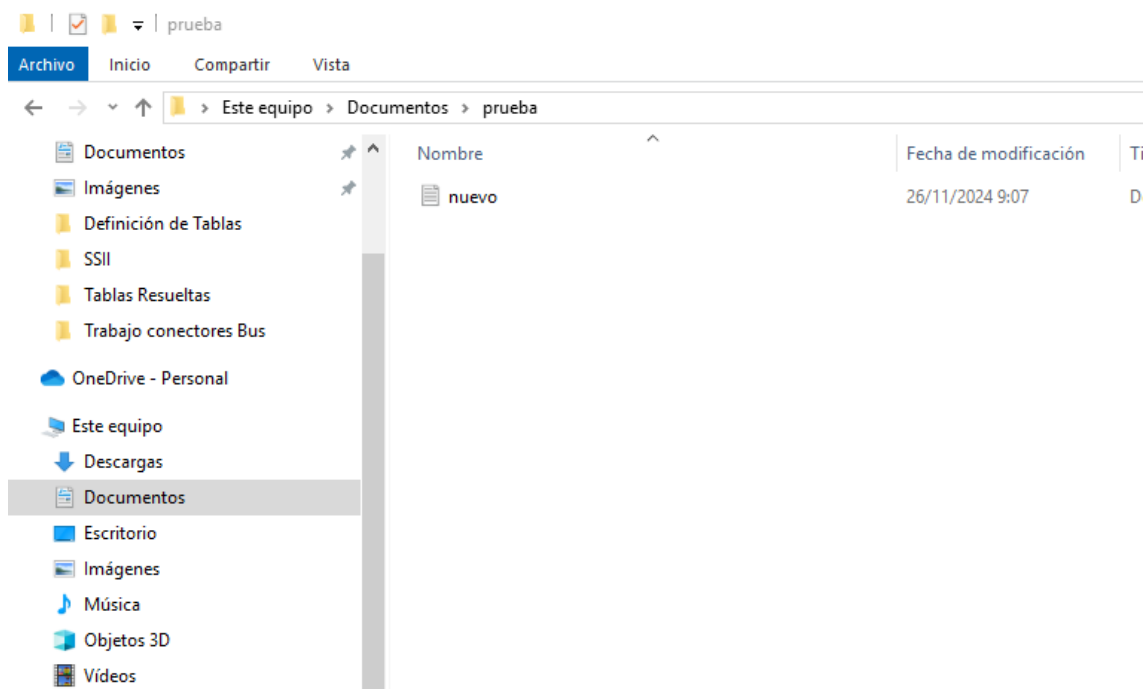 prueba
Archivo Inicio Compartir Vista
Este equipo > Documentos > prueba
Documentos
Imágenes
Definición de Tablas
SSII
Tablas Resueltas
Trabajo conectores Bus
OneDrive - Personal
Este equipo
Descargas
Documentos
Escritorio
Imágenes
Música
Objetos 3D
Vídeos
Nombre Fecha de modificación
nuevo 26/11/2024 9:07